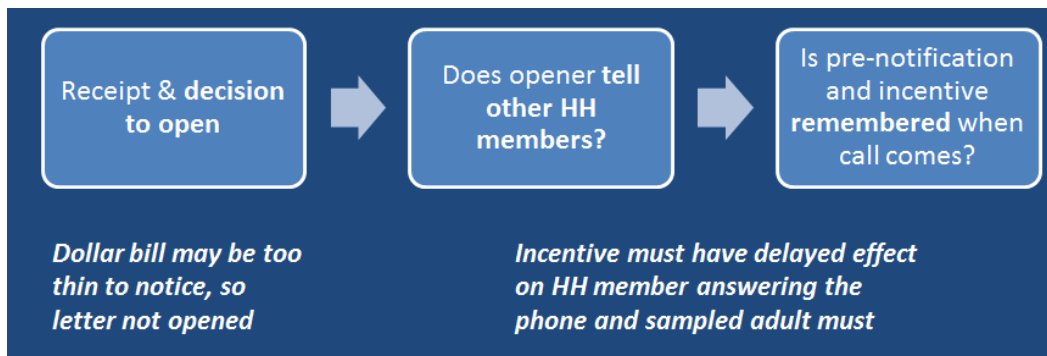 Receipt & decision
to open
Does opener tell
other HH
members?
Is pre-notification
and incentive
remembered when
call comes?
Dollar bill may be too
thin to notice, so
letter not opened
Incentive must have delayed effect
on HH member answering the
phone and sampled adult must